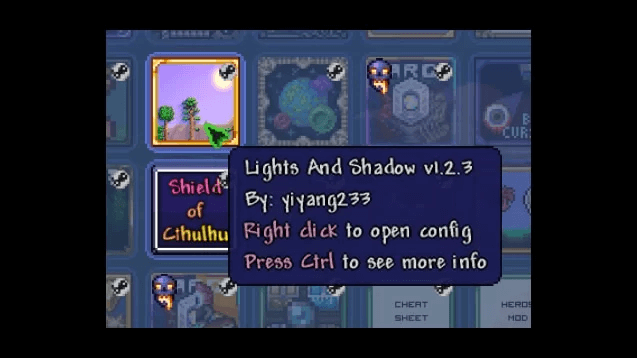 ARC
Lights And Shadow v1.2.3
By: yiyang233
Right click to open config
Press Ctrl to see more info
Shield
of
Cthulhu
CHEAT
SHEET
HEROS
MOD